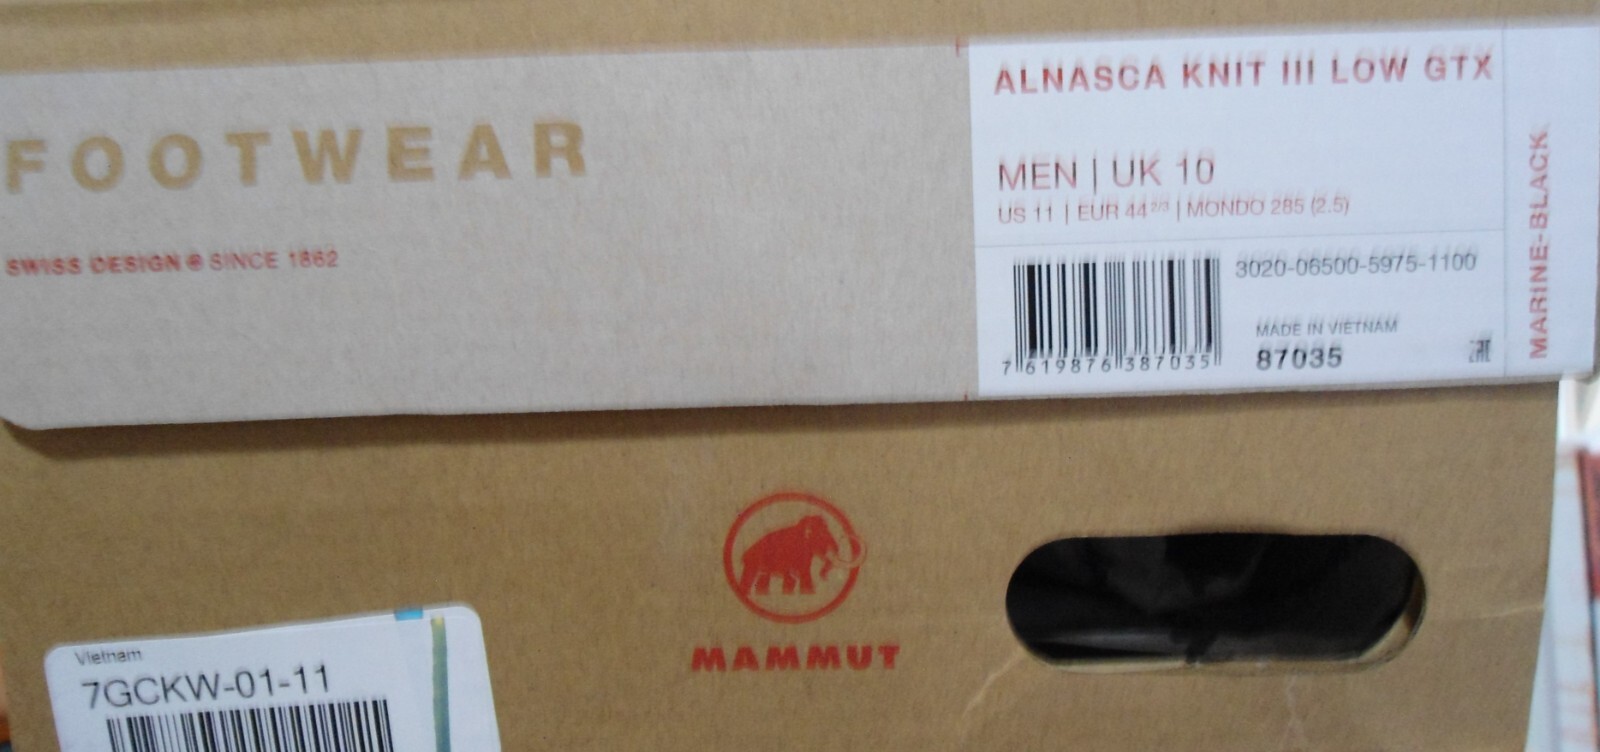 FOOTWEAR
SWISS DESIGN ® SINCE 1862
ALNASCA KNIT III LOW GTX
MEN | UK 10
US 11 | EUR 44 2/3 | MONDO 285 (2.5)
3020-06500-5975-1100
MADE IN VIETNAM
87035
7 619876 387035
EAC
MARINE-BLACK
MAMMUT
Vietnam
7GCKW-01-11